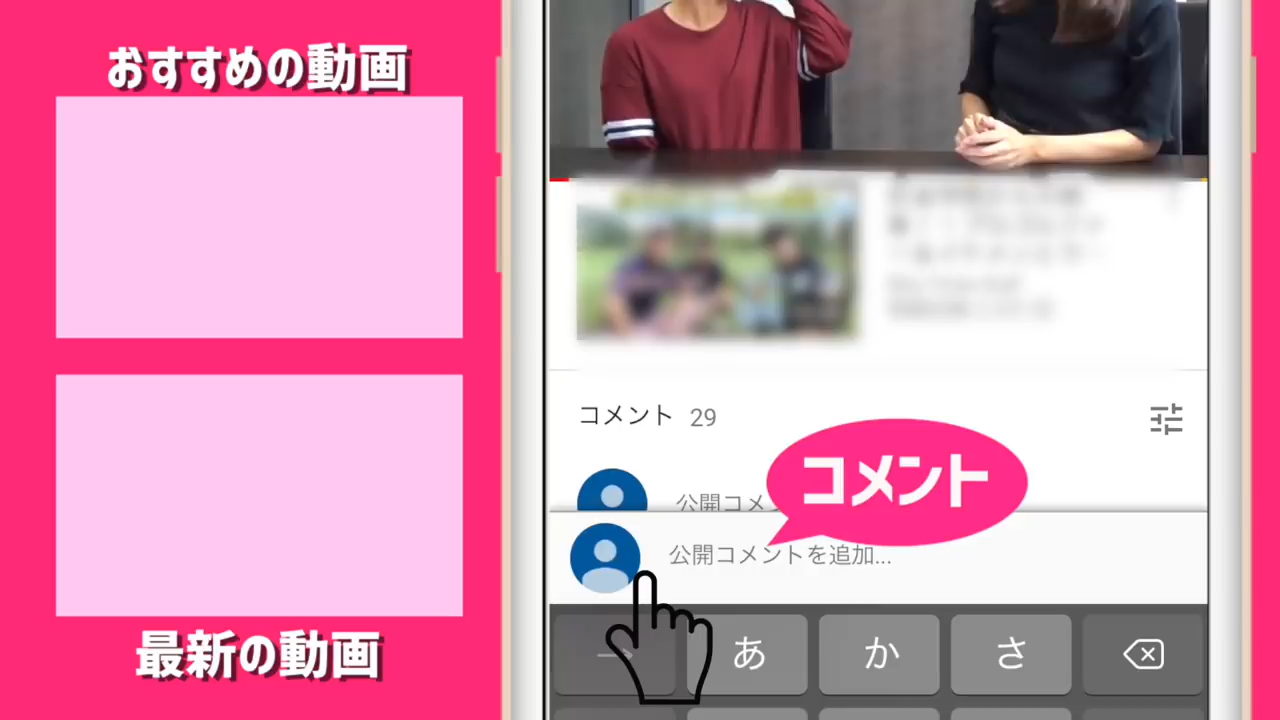 おすすめの動画
最新の動画
コメント 29
コメント
公開コメ
公開コメントを追加...
→
あ
か
さ